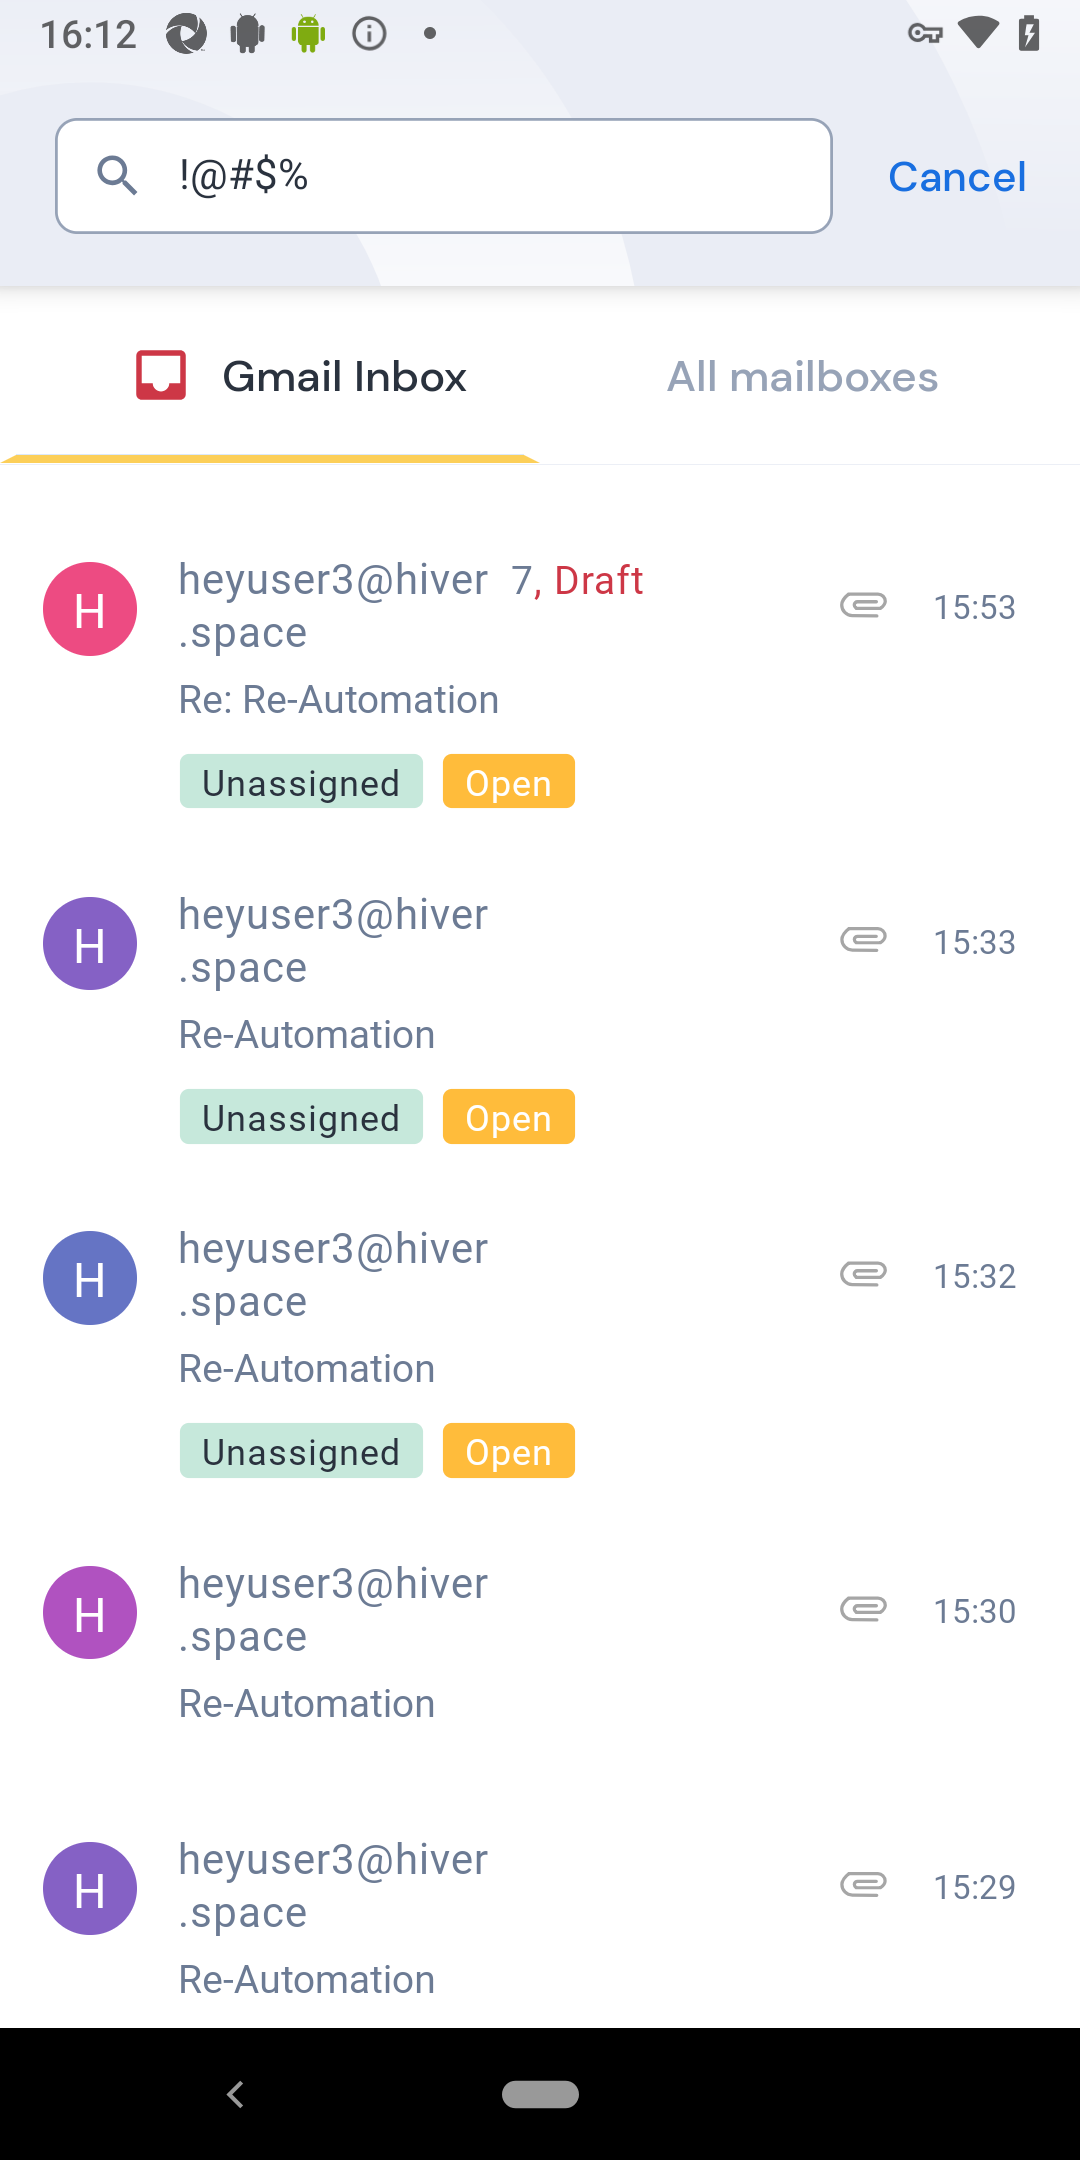 16:12
!@#$%
Cancel
Gmail Inbox
All mailboxes
H
heyuser3@hiver 7, Draft
.space
15:53
Re: Re-Automation
Unassigned Open
H
heyuser3@hiver
.space
15:33
Re-Automation
Unassigned Open
H
heyuser3@hiver
.space
15:32
Re-Automation
Unassigned Open
H
heyuser3@hiver
.space
15:30
Re-Automation
H
heyuser3@hiver
.space
15:29
Re-Automation